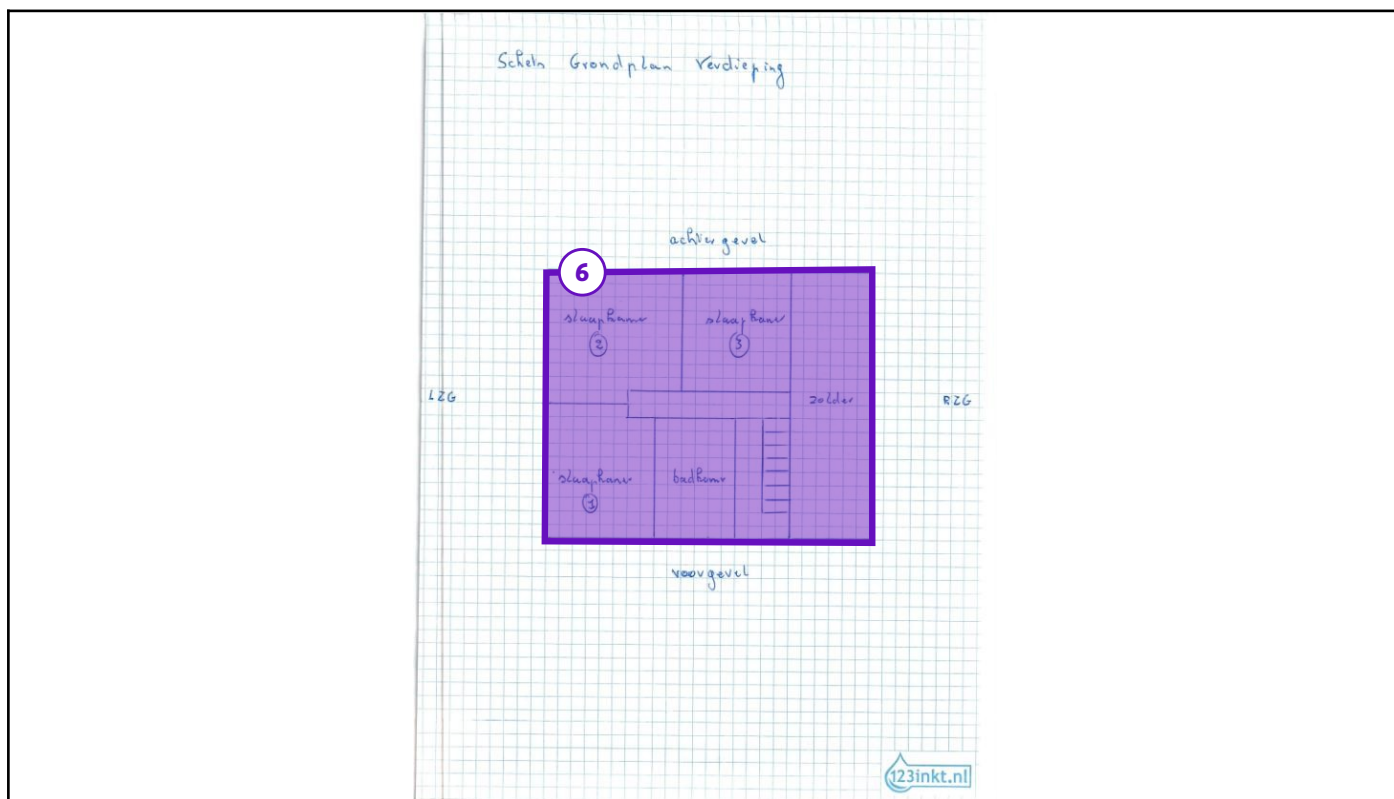 Schets Grondplan Verdieping
achtergevel
6
slaapkamer
slaapkamer
2
3
LZG
zolder
RZG
slaapkamer
badkamer
1
voorgevel
123inkt.nl